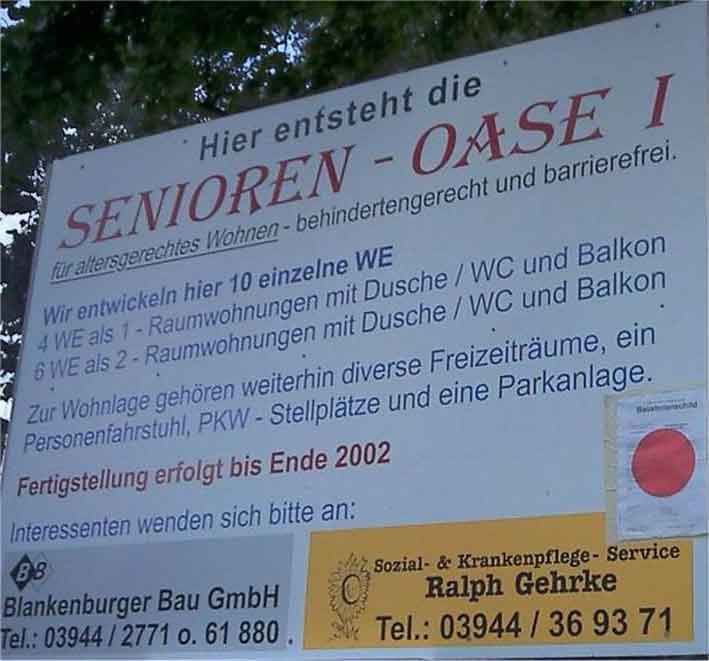 Hier entsteht die
SENIOREN - OASE I
für altersgerechtes Wohnen - behindertengerecht und barrierefrei.
Wir entwickeln hier 10 einzelne WE
4 WE als 1 - Raumwohnungen mit Dusche / WC und Balkon
6 WE als 2 - Raumwohnungen mit Dusche / WC und Balkon
Zur Wohnlage gehören weiterhin diverse Freizeiträume, ein
Personenfahrstuhl, PKW - Stellplätze und eine Parkanlage.
Fertigstellung erfolgt bis Ende 2002
Interessenten wenden sich bitte an:
BB
Blankenburger Bau GmbH
Tel.: 03944 / 2771 o. 61 880 .
C
Sozial- & Krankenpflege- Service
Ralph Gehrke
Tel.: 03944 / 36 93 71
Baustellenschild